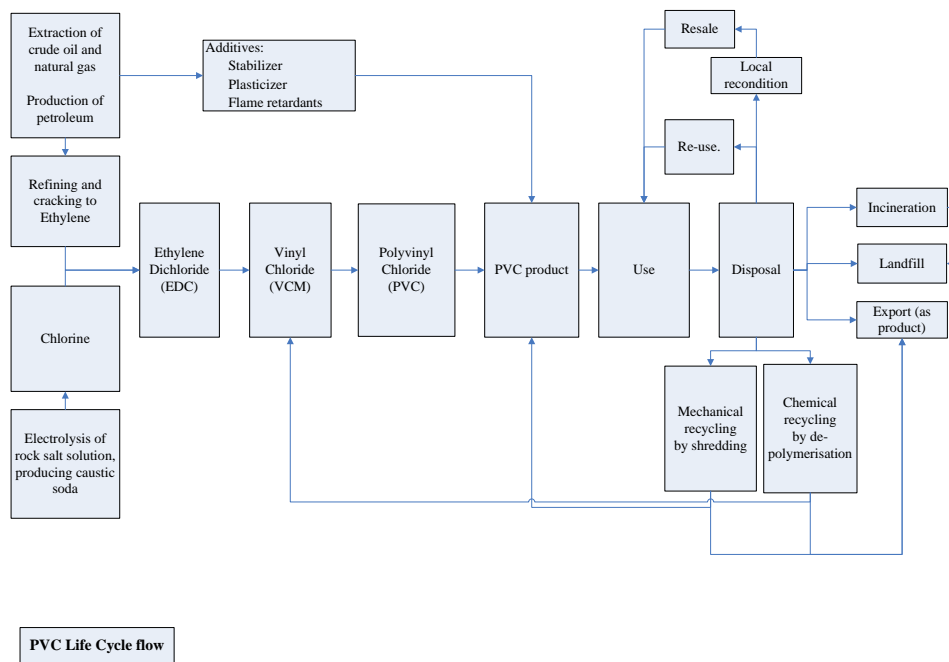 Extraction of
crude oil and
natural gas
Production of
petroleum
Additives:
Stabilizer
Plasticizer
Flame retardants
Resale
Local
recondition
Re-use.
Refining and
cracking to
Ethylene
Ethylene
Dichloride
(EDC)
Vinyl
Chloride
(VCM)
Polyvinyl
Chloride
(PVC)
PVC product
Use
Disposal
Incineration
Landfill
Export (as
product)
Chlorine
Electrolysis of
rock salt solution,
producing caustic
soda
Mechanical
recycling
by shredding
Chemical
recycling
by de-
polymerisation
PVC Life Cycle flow